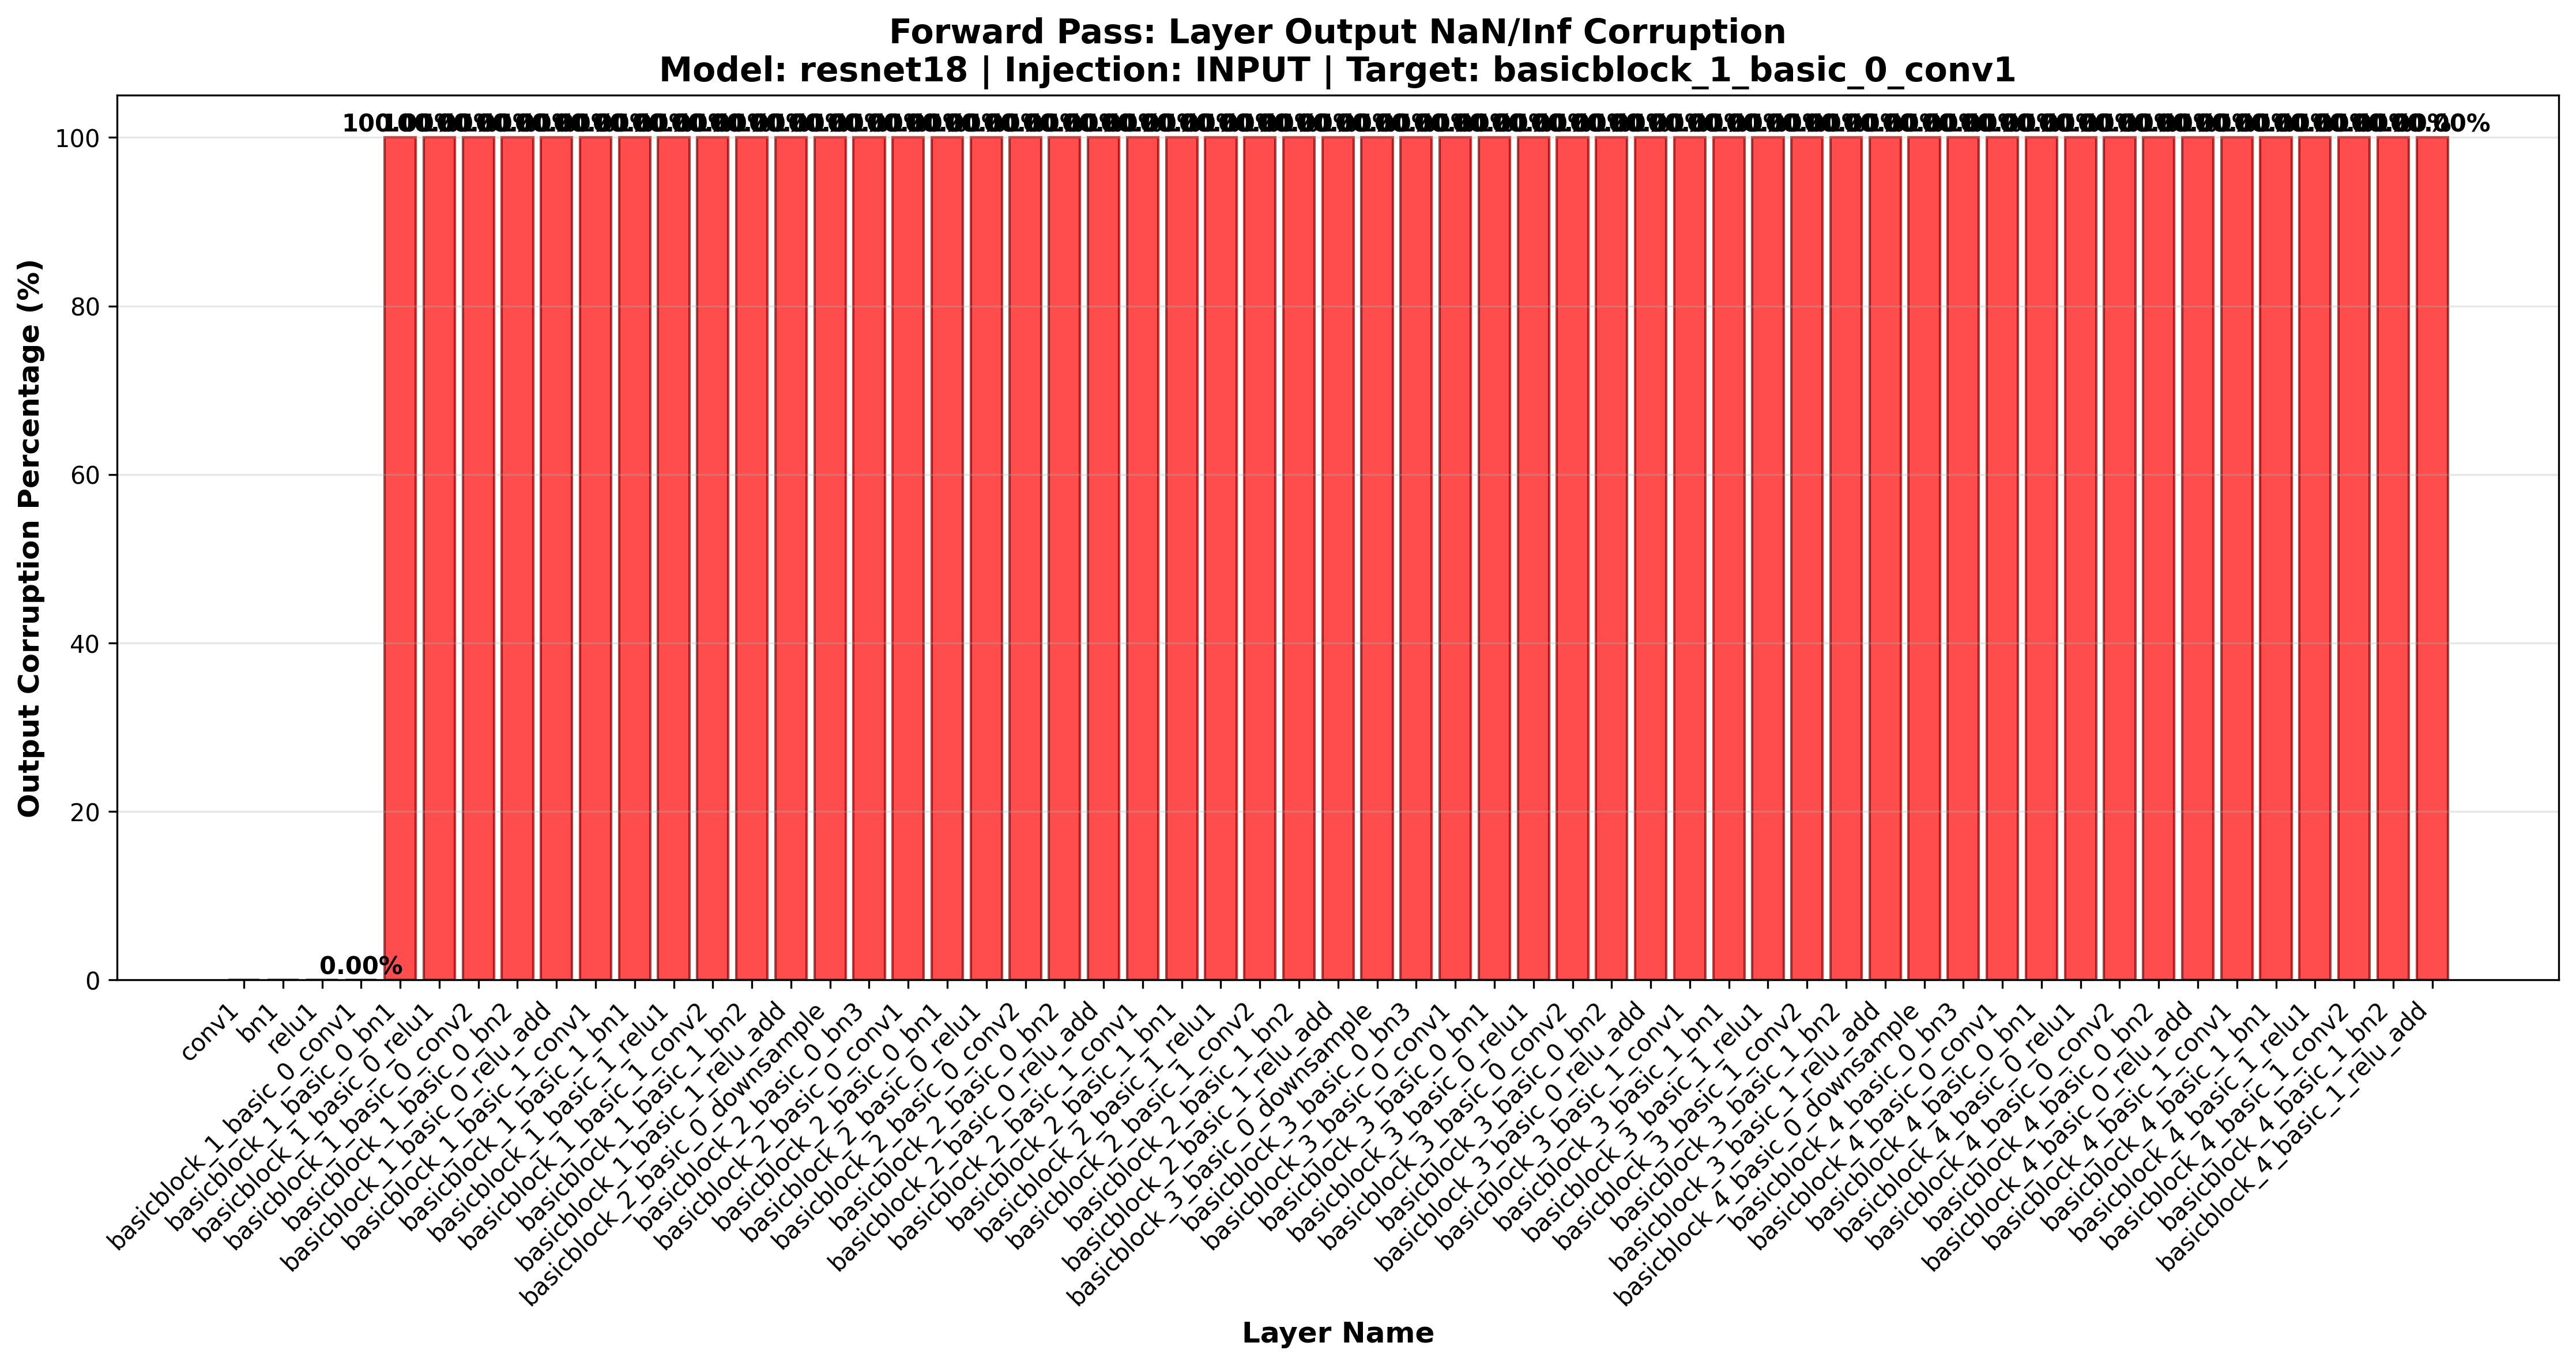 Forward Pass: Layer Output NaN/Inf Corruption
Model: resnet18 | Injection: INPUT | Target: basicblock_1_basic_0_conv1
Output Corruption Percentage (%)
100
80
60
40
20
0
0.00%
conv1
bn1
relu1
basicblock_1_basic_0_conv1
basicblock_1_basic_0_bn1
basicblock_1_basic_0_relu1
basicblock_1_basic_0_conv2
basicblock_1_basic_0_bn2
basicblock_1_basic_0_relu_add
basicblock_1_basic_1_conv1
basicblock_1_basic_1_bn1
basicblock_1_basic_1_relu1
basicblock_1_basic_1_conv2
basicblock_1_basic_1_bn2
basicblock_1_basic_1_relu_add
basicblock_2_basic_0_downsample
basicblock_2_basic_0_bn3
basicblock_2_basic_0_conv1
basicblock_2_basic_0_bn1
basicblock_2_basic_0_relu1
basicblock_2_basic_0_conv2
basicblock_2_basic_0_bn2
basicblock_2_basic_0_relu_add
basicblock_2_basic_1_conv1
basicblock_2_basic_1_bn1
basicblock_2_basic_1_relu1
basicblock_2_basic_1_conv2
basicblock_2_basic_1_bn2
basicblock_2_basic_1_relu_add
basicblock_3_basic_0_downsample
basicblock_3_basic_0_bn3
basicblock_3_basic_0_conv1
basicblock_3_basic_0_bn1
basicblock_3_basic_0_relu1
basicblock_3_basic_0_conv2
basicblock_3_basic_0_bn2
basicblock_3_basic_0_relu_add
basicblock_3_basic_1_conv1
basicblock_3_basic_1_bn1
basicblock_3_basic_1_relu1
basicblock_3_basic_1_conv2
basicblock_3_basic_1_bn2
basicblock_3_basic_1_relu_add
basicblock_4_basic_0_downsample
basicblock_4_basic_0_bn3
basicblock_4_basic_0_conv1
basicblock_4_basic_0_bn1
basicblock_4_basic_0_relu1
basicblock_4_basic_0_conv2
basicblock_4_basic_0_bn2
basicblock_4_basic_0_relu_add
basicblock_4_basic_1_conv1
basicblock_4_basic_1_bn1
basicblock_4_basic_1_relu1
basicblock_4_basic_1_conv2
basicblock_4_basic_1_bn2
basicblock_4_basic_1_relu_add
Layer Name